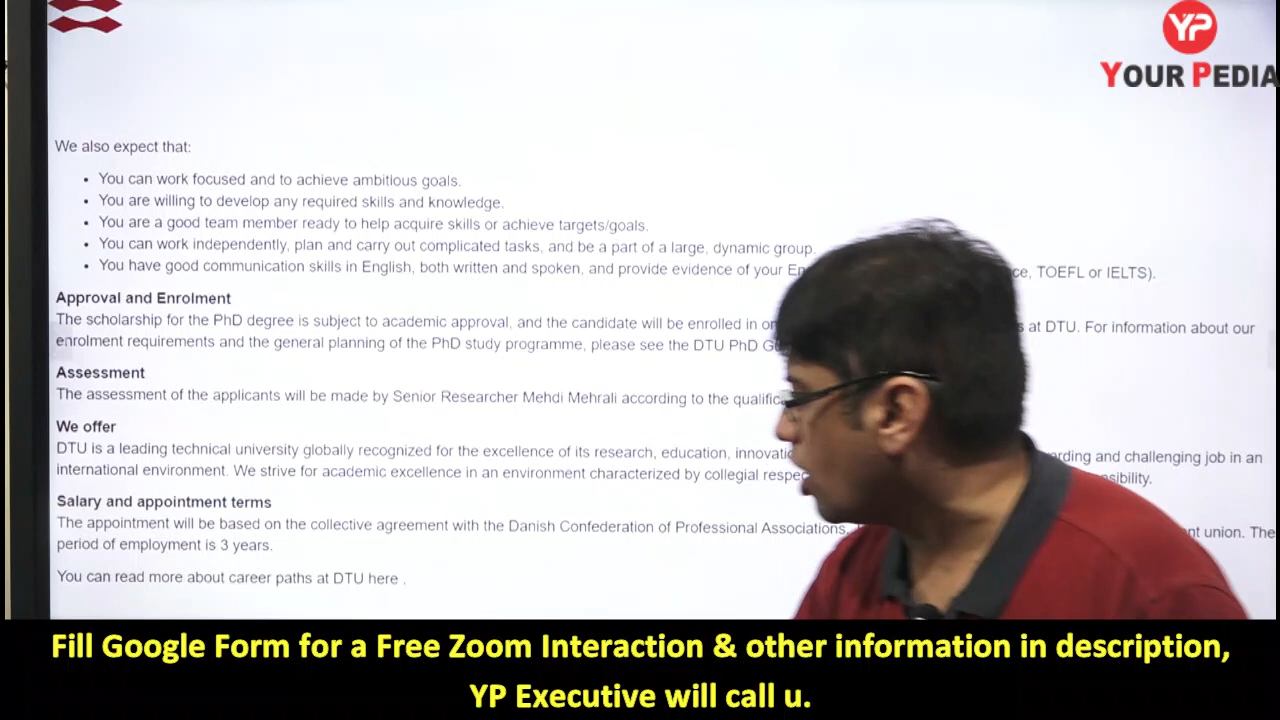 YP
YOUR PEDIA
We also expect that:
• You can work focused and to achieve ambitious goals.
• You are willing to develop any required skills and knowledge.
• You are a good team member ready to help acquire skills or achieve targets/goals.
• You can work independently, plan and carry out complicated tasks, and be a part of a large, dynamic group.
• You have good communication skills in English, both written and spoken, and provide evidence of your TOEFL or IELTS).
Approval and Enrolment
The scholarship for the PhD degree is subject to academic approval, and the candidate will be enrolled in at DTU. For information about our
enrolment requirements and the general planning of the PhD study programme, please see the DTU PhD
Assessment
The assessment of the applicants will be made by Senior Researcher Mehdi Mehrali according to the
We offer
DTU is a leading technical university globally recognized for the excellence of its research, education, and challenging job in an
international environment. We strive for academic excellence in an environment characterized by collegial
Salary and appointment terms
The appointment will be based on the collective agreement with the Danish Confederation of Professional Associations, union. The
period of employment is 3 years.
You can read more about career paths at DTU here .
Fill Google Form for a Free Zoom Interaction & other information in description,
YP Executive will call u.